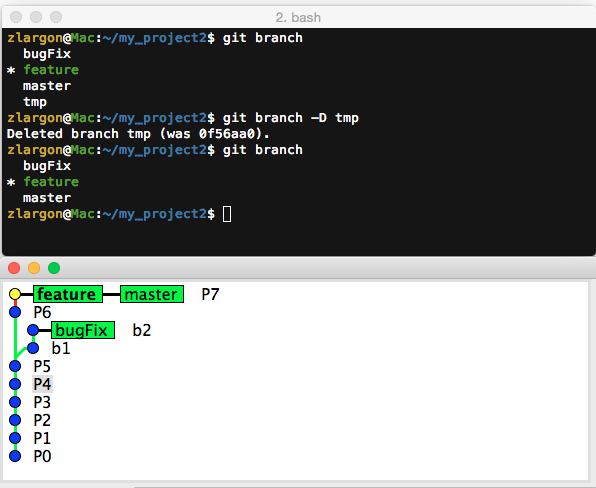 2. bash
zlargon@Mac:~/my_project2$ git branch
bugFix
* feature
master
tmp
zlargon@Mac:~/my_project2$ git branch -D tmp
Deleted branch tmp (was 0f56aa0).
zlargon@Mac:~/my_project2$ git branch
bugFix
* feature
master
zlargon@Mac:~/my_project2$
feature master P7
P6
bugFix b2
b1
P5
P4
P3
P2
P1
P0